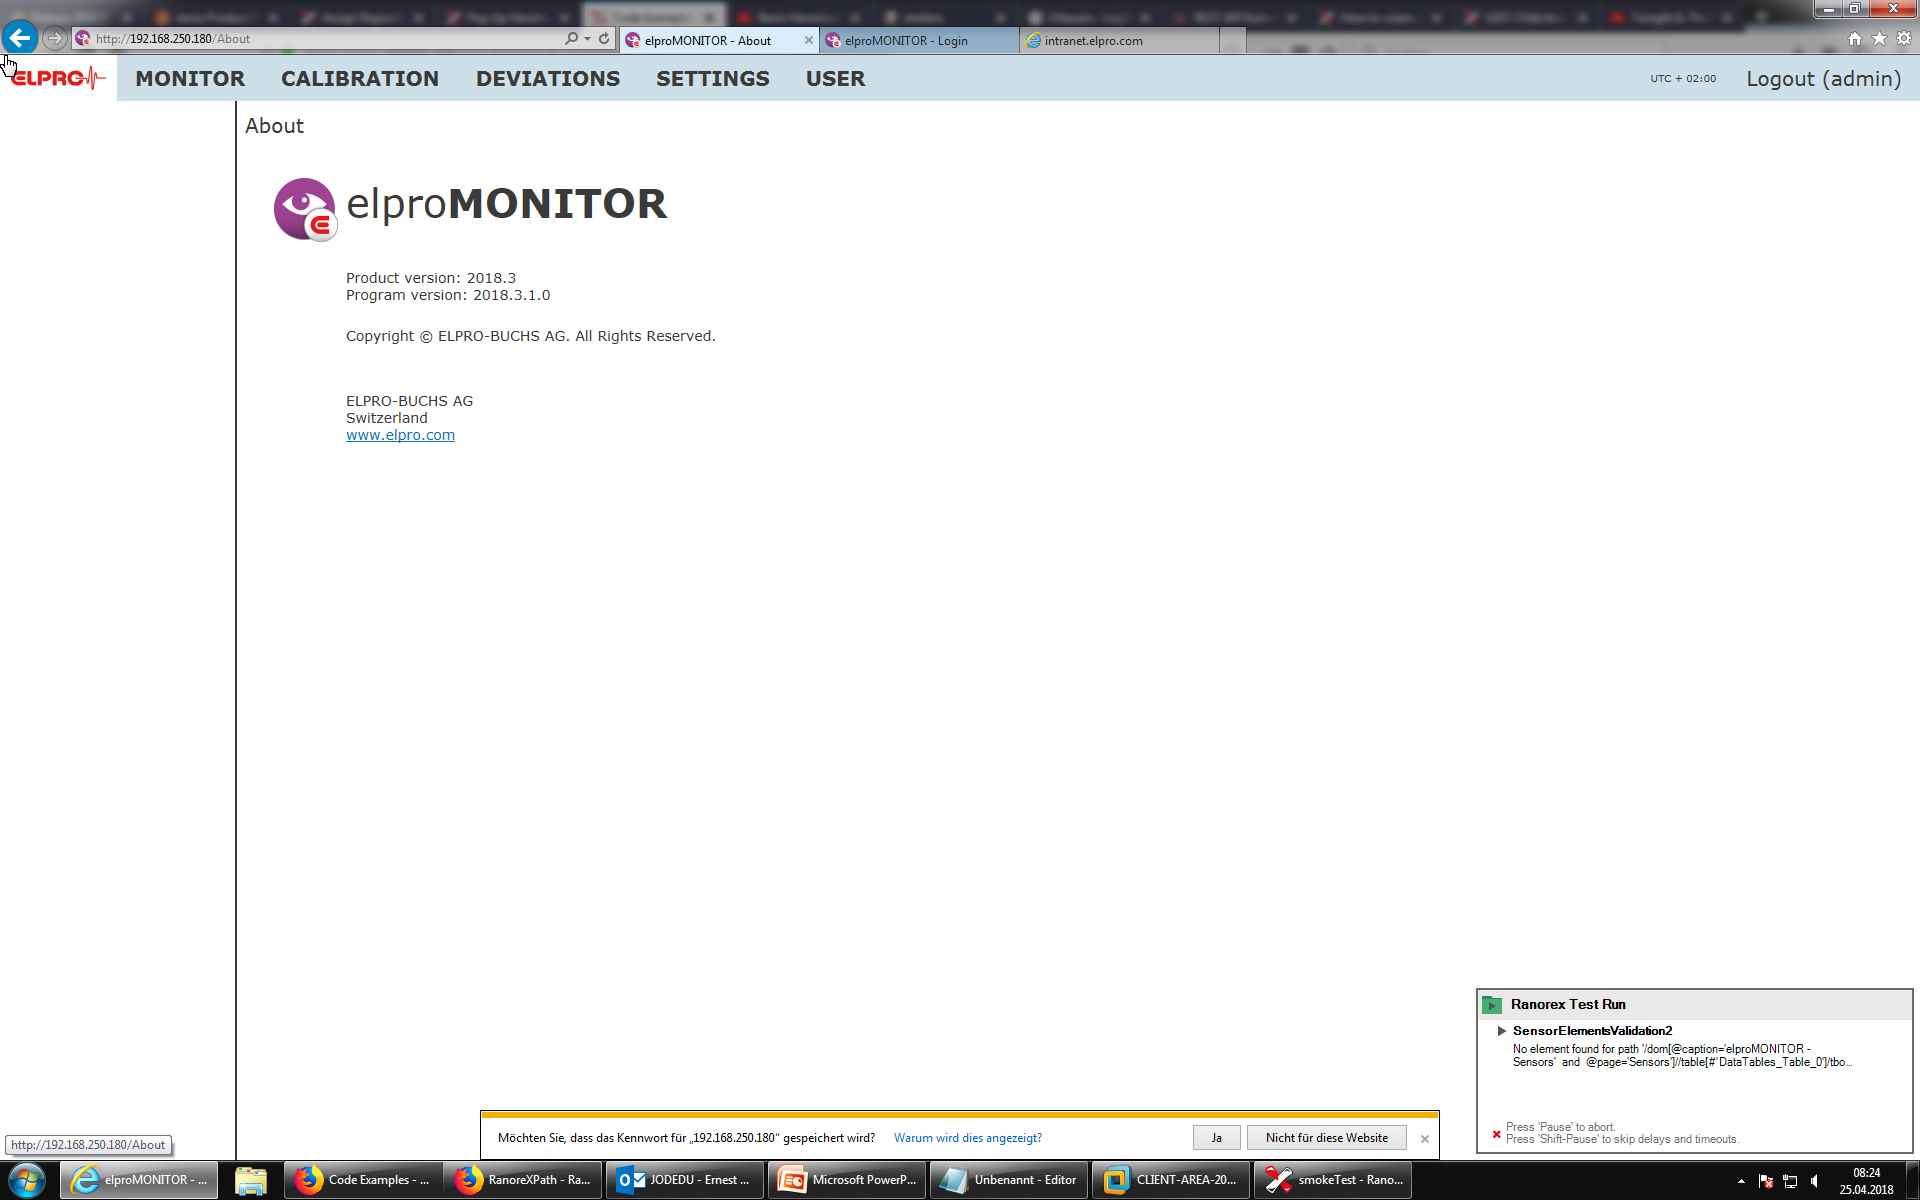 http://192.168.250.180/About
elproMONITOR - About
elproMONITOR - Login
intranet.elpro.com
ELPRO
MONITOR
CALIBRATION
DEVIATIONS
SETTINGS
USER
UTC + 02:00
Logout (admin)
About
elproMONITOR
Product version: 2018.3
Program version: 2018.3.1.0
Copyright © ELPRO-BUCHS AG. All Rights Reserved.
ELPRO-BUCHS AG
Switzerland
www.elpro.com
Ranorex Test Run
SensorElementsValidation2
No element found for path '/dom[@caption='elproMONITOR -
Sensors' and @page='Sensors']//table[#'DataTables_Table_0']/tbo...
Press 'Pause' to abort.
Press 'Shift-Pause' to skip delays and timeouts.
Möchten Sie, dass das Kennwort für „192.168.250.180“ gespeichert wird?
Warum wird dies angezeigt?
Ja
Nicht für diese Website
http://192.168.250.180/About
elproMONITOR - ...
Code Examples - ...
RanoreXPath - Ra...
JODEDU - Ernest ...
Microsoft PowerP...
Unbenannt - Editor
CLIENT-AREA-20...
smokeTest - Rano...
08:24
25.04.2018